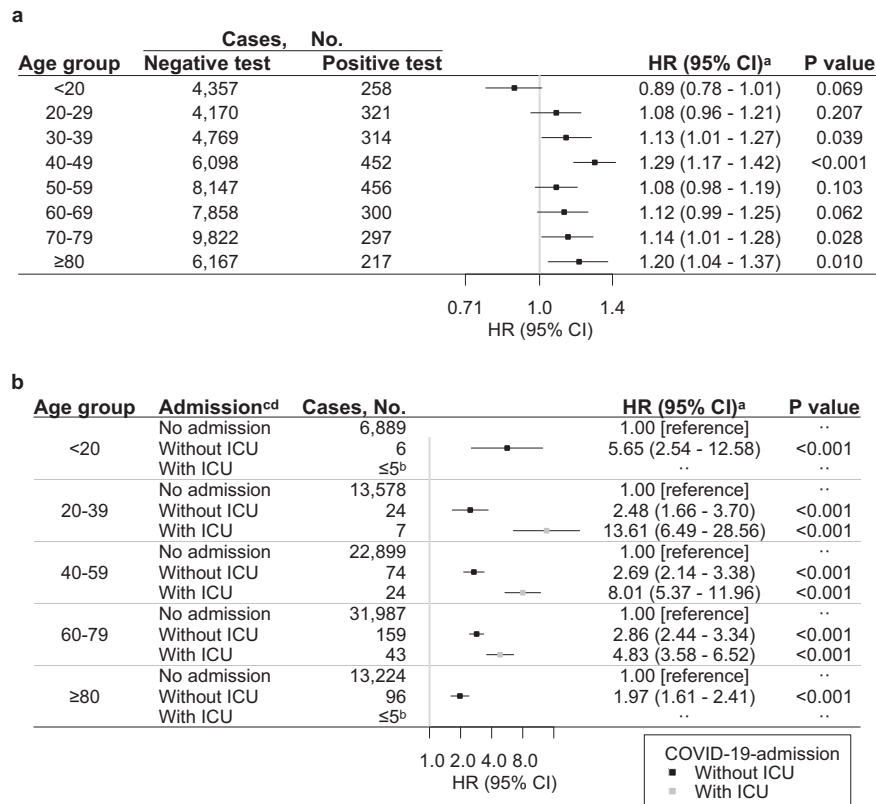 a
Cases, No.
Age group Negative test Positive test HR (95% CI)ᵃ P value
<20 4,357 258 0.89 (0.78 - 1.01) 0.069
20-29 4,170 321 1.08 (0.96 - 1.21) 0.207
30-39 4,769 314 1.13 (1.01 - 1.27) 0.039
40-49 6,098 452 1.29 (1.17 - 1.42) <0.001
50-59 8,147 456 1.08 (0.98 - 1.19) 0.103
60-69 7,858 300 1.12 (0.99 - 1.25) 0.062
70-79 9,822 297 1.14 (1.01 - 1.28) 0.028
≥80 6,167 217 1.20 (1.04 - 1.37) 0.010
0.71 1.0 1.4
HR (95% CI)
b
Age group Admissionᶜᵈ Cases, No. HR (95% CI)ᵃ P value
No admission 6,889 1.00 [reference] ..
<20 Without ICU 6 5.65 (2.54 - 12.58) <0.001
With ICU ≤5ᵇ .. ..
No admission 13,578 1.00 [reference] ..
20-39 Without ICU 24 2.48 (1.66 - 3.70) <0.001
With ICU 7 13.61 (6.49 - 28.56) <0.001
No admission 22,899 1.00 [reference] ..
40-59 Without ICU 74 2.69 (2.14 - 3.38) <0.001
With ICU 24 8.01 (5.37 - 11.96) <0.001
No admission 31,987 1.00 [reference] ..
60-79 Without ICU 159 2.86 (2.44 - 3.34) <0.001
With ICU 43 4.83 (3.58 - 6.52) <0.001
No admission 13,224 1.00 [reference] ..
≥80 Without ICU 96 1.97 (1.61 - 2.41) <0.001
With ICU ≤5ᵇ .. ..
1.0 2.0 4.0 8.0
HR (95% CI)
COVID-19-admission
Without ICU
With ICU